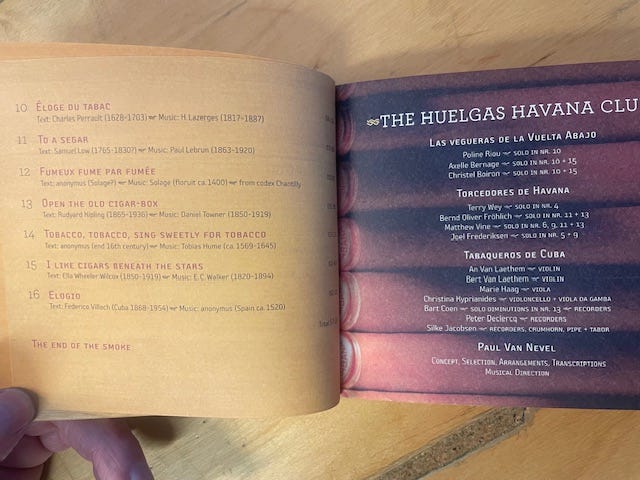 10 ÉLOGE DU TABAC
Text: Charles Perrault (1628-1703) Music: H. Lazerges (1817-1887)
11 TO A SEGAR
Text: Samuel Low (1765-1830?) Music: Paul Lebrun (1863-1920)
12 FUMEUX FUME PAR FUMÉE
Text: anonymous (Solage?) Music: Solage (floruit ca.1400) from codex Chantilly
13 OPEN THE OLD CIGAR-BOX
Text: Rudyard Kipling (1865-1936) Music: Daniel Towner (1850-1919)
14 TOBACCO, TOBACCO, SING SWEETLY FOR TOBACCO
Text: anonymous (end 16th century) Music: Tobias Hume (ca. 1569-1645)
15 I LIKE CIGARS BENEATH THE STARS
Text: Ella Wheeler Wilcox (1850-1919) Music: E.C. Walker (1820-1894)
16 ELOGIO
Text: Federico Villoch (Cuba 1868-1954) Music: anonymous (Spain ca. 1520)
THE END OF THE SMOKE
THE HUELGAS HAVANA CLU
LAS VEGUERAS DE LA VUELTA ABAJO
POLINE RIOU SOLO IN NR. 10
AXELLE BERNAGE SOLO IN NR. 10 + 15
CHRISTEL BOIRON SOLO IN NR. 10 + 15
TORCEDORES DE HAVANA
TERRY WEY SOLO IN NR. 4
BERND OLIVER FRÖHLICH SOLO IN NR. 11 + 13
MATTHEW VINE SOLO IN NR. 6, 9, 11 + 13
JOEL FREDERIKSEN SOLO IN NR. 5 + 9
TABAQUEROS DE CUBA
AN VAN LAETHEM VIOLIN
BERT VAN LAETHEM VIOLIN
MARIE HAAG VIOLA
CHRISTINA KYPRIANIDES VIOLONCELLO + VIOLA DA GAMBA
BART COEN SOLO DIMINUTIONS IN NR. 13 RECORDERS
PETER DECLERCQ RECORDERS
SILKE JACOBSEN RECORDERS, CRUMHORN, PIPE + TABOR
PAUL VAN NEVEL
CONCEPT, SELECTION, ARRANGEMENTS, TRANSCRIPTIONS
MUSICAL DIRECTION